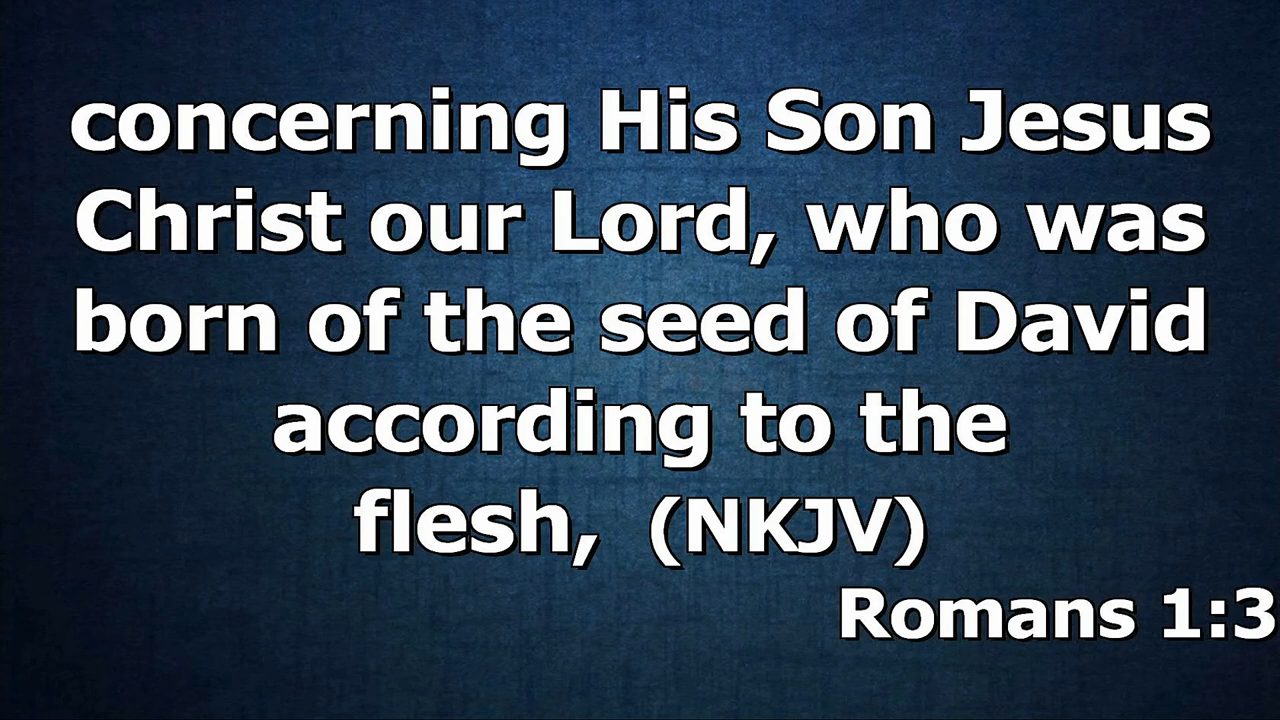 concerning His Son Jesus
Christ our Lord, who was
born of the seed of David
according to the
flesh,  (NKJV)
Romans 1:3